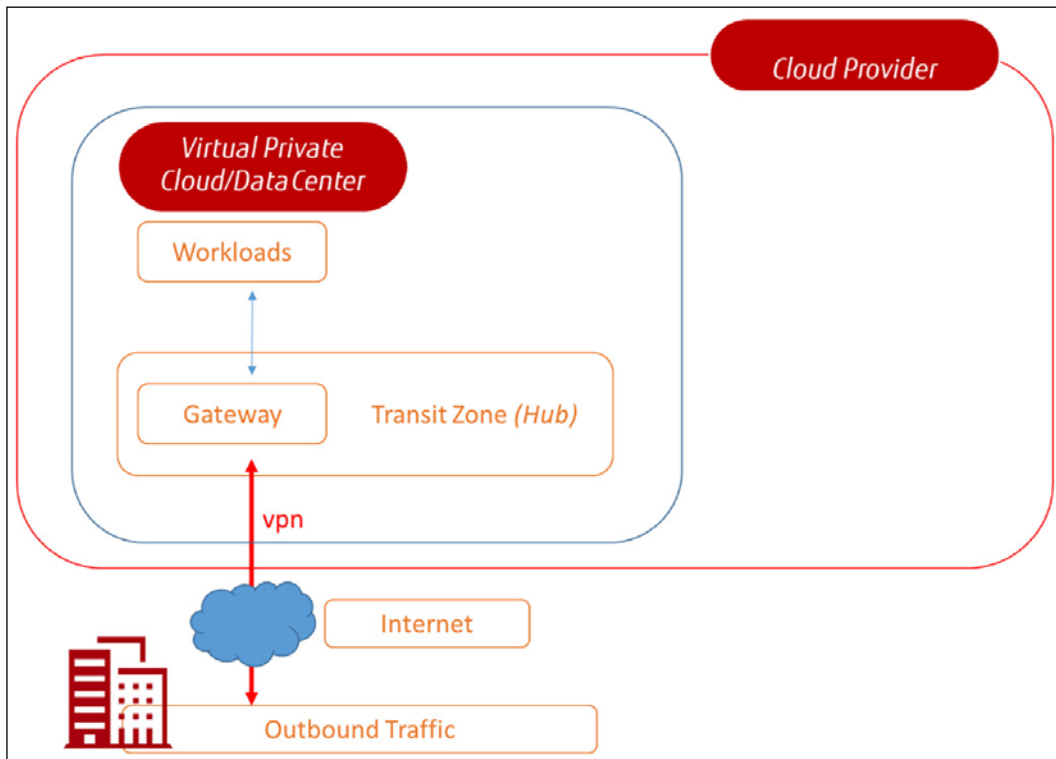 Cloud Provider
Virtual Private
Cloud/Data Center
Workloads
Gateway
Transit Zone (Hub)
vpn
Internet
Outbound Traffic